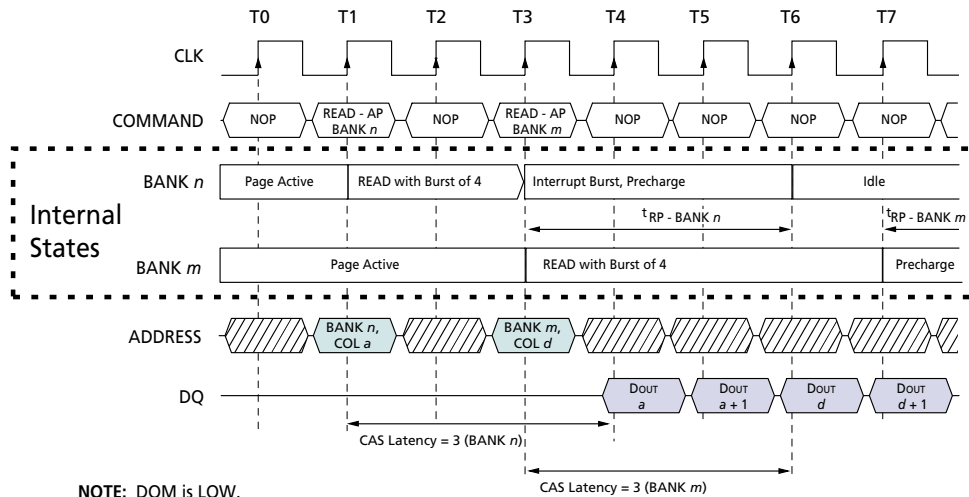 T0 T1 T2 T3 T4 T5 T6 T7
CLK
COMMAND
NOP
READ - AP
BANK n
NOP
READ - AP
BANK m
NOP
NOP
NOP
NOP
Internal
States
BANK n
Page Active
READ with Burst of 4
Interrupt Burst, Precharge
Idle
tRP - BANK n
tRP - BANK m
BANK m
Page Active
READ with Burst of 4
Precharge
ADDRESS
BANK n,
COL a
BANK m,
COL d
DQ
DOUT
a
DOUT
a + 1
DOUT
d
DOUT
d + 1
CAS Latency = 3 (BANK n)
CAS Latency = 3 (BANK m)
NOTE: DQM is LOW.